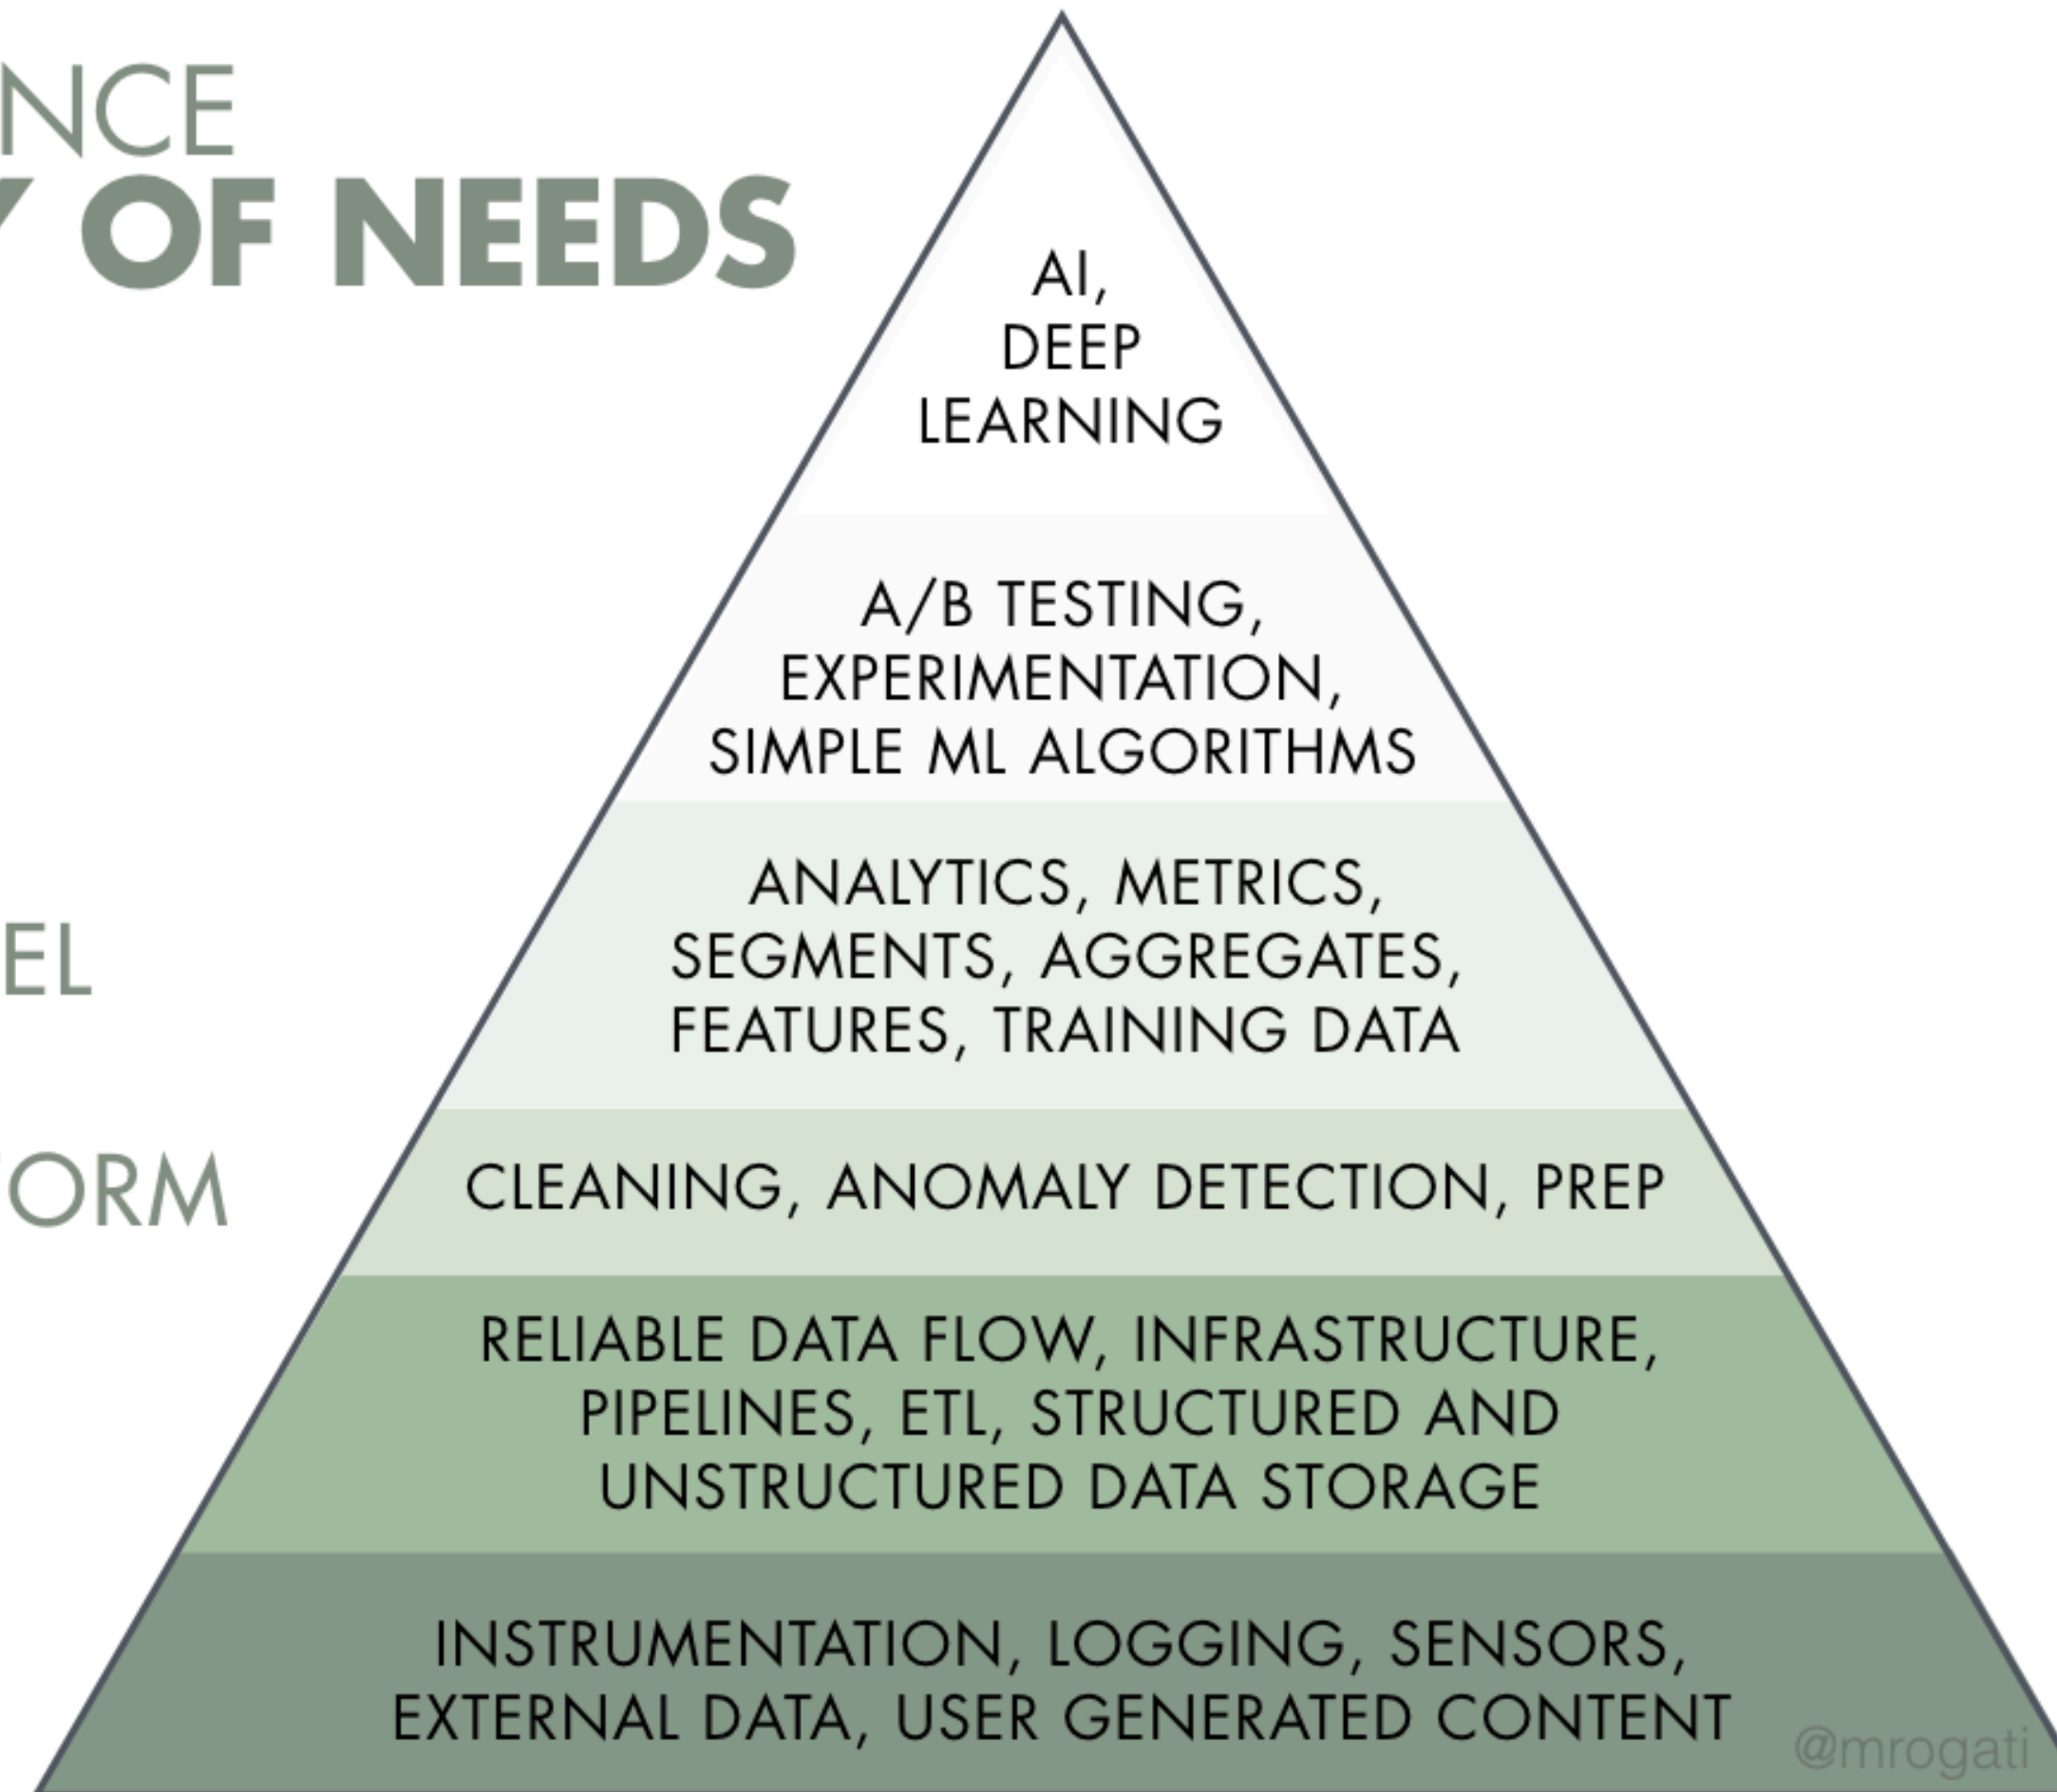 NCE
Y OF NEEDS
AI,
DEEP
LEARNING
A/B TESTING,
EXPERIMENTATION,
SIMPLE ML ALGORITHMS
ANALYTICS, METRICS,
SEGMENTS, AGGREGATES,
FEATURES, TRAINING DATA
EL
CLEANING, ANOMALY DETECTION, PREP
ORM
RELIABLE DATA FLOW, INFRASTRUCTURE,
PIPELINES, ETL, STRUCTURED AND
UNSTRUCTURED DATA STORAGE
INSTRUMENTATION, LOGGING, SENSORS,
EXTERNAL DATA, USER GENERATED CONTENT
@mrogati